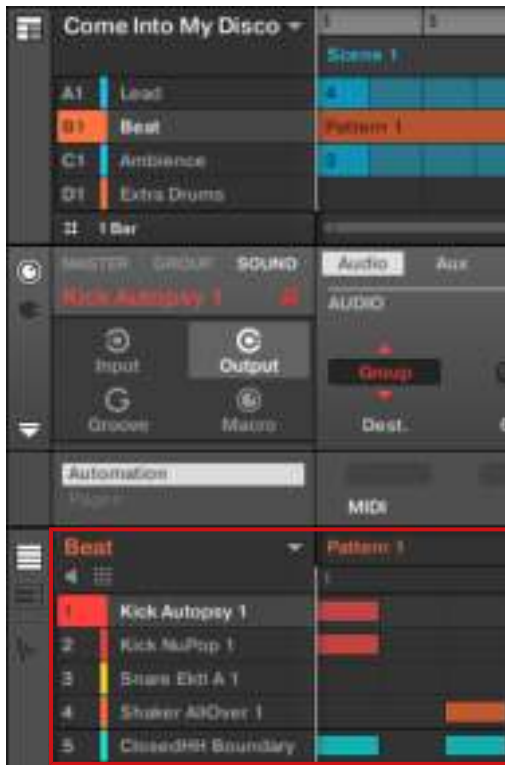 Come Into My Disco
Scene 1
A1 Lead
B1 Beat Pattern 1
C1 Ambience
D1 Extra Drums
1 Bar
MASTER GROUP SOUND Audio Aux
Kick Autopsy 1 AUDIO
Input Output Group
Groove Macro Dest.
Automation
Pages MIDI
Beat Pattern 1
1
1 Kick Autopsy 1
2 Kick NuPop 1
3 Snare Ektl A 1
4 Shaker AllOver 1
5 ClosedHH Boundary